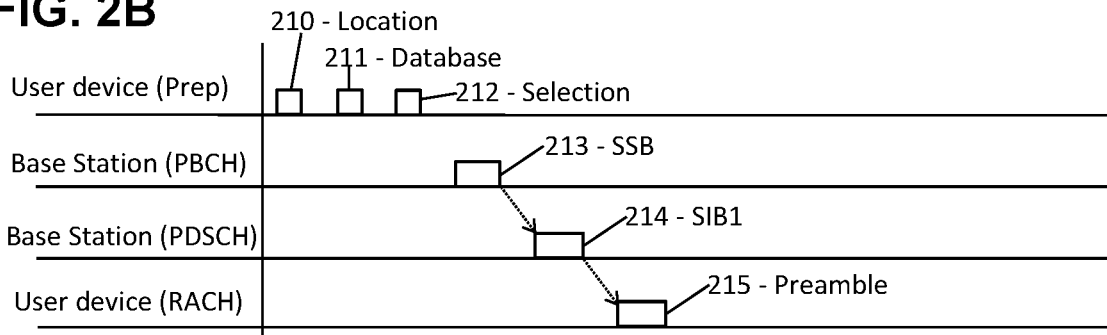 FIG. 2B
210 - Location
211 - Database
User device (Prep)
212 - Selection
Base Station (PBCH)
213 - SSB
Base Station (PDSCH)
214 - SIB1
User device (RACH)
215 - Preamble